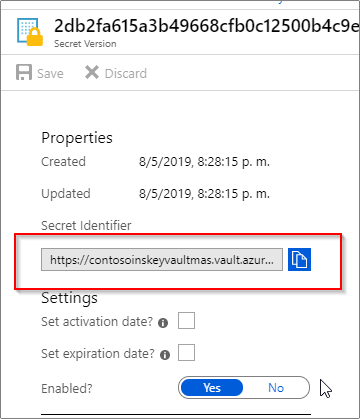 2db2fa615a3b49668cfb0c12500b4c9e
Secret Version
Save Discard
Properties
Created 8/5/2019, 8:28:15 p. m.
Updated 8/5/2019, 8:28:15 p. m.
Secret Identifier
https://contosoinskeyvaultmas.vault.azur...
Settings
Set activation date?
Set expiration date?
Enabled? Yes No